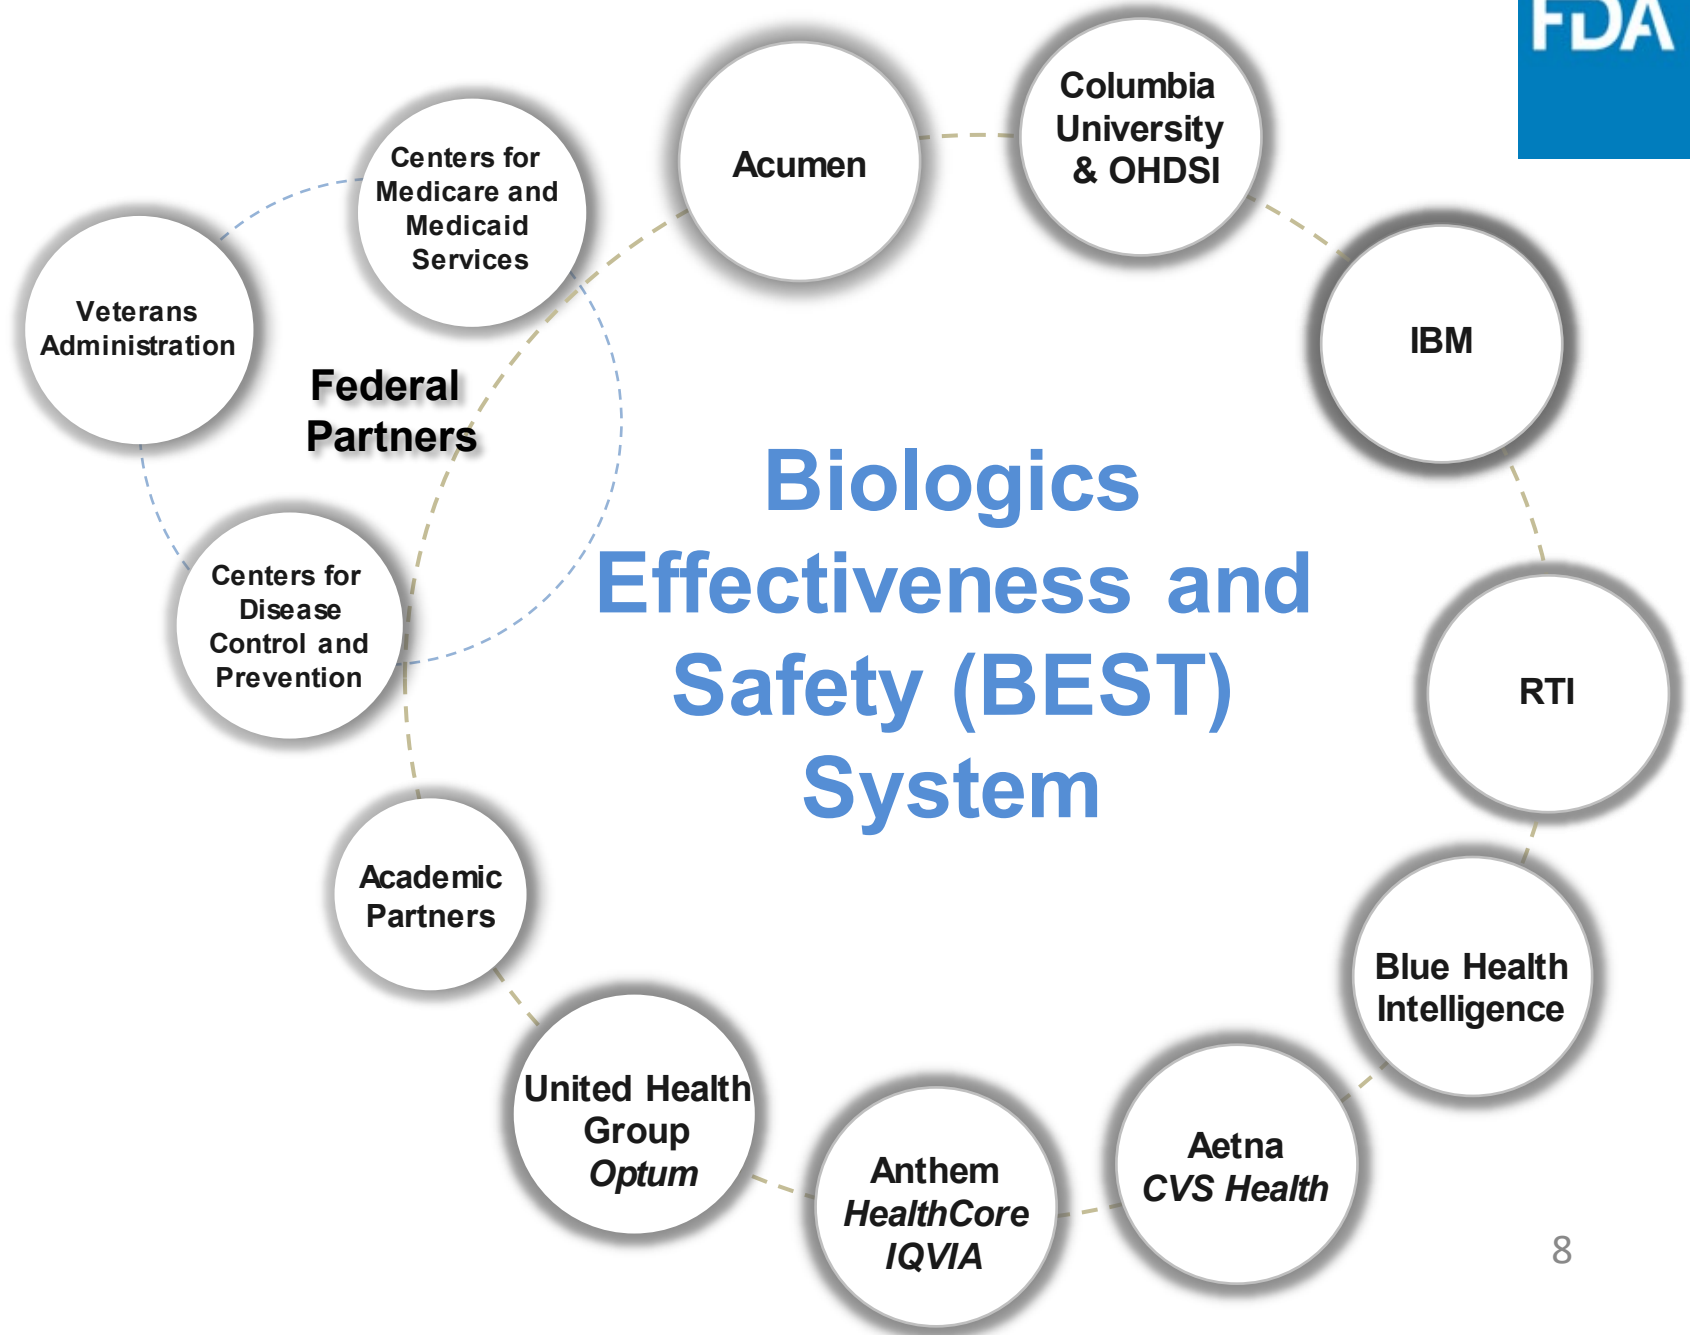 FDA
Columbia
University
& OHDSI
Acumen
Centers for
Medicare and
Medicaid
Services
Veterans
Administration
IBM
Federal
Partners
Biologics
Effectiveness and
Safety (BEST)
System
Centers for
Disease
Control and
Prevention
RTI
Academic
Partners
Blue Health
Intelligence
United Health
Group
Optum
Anthem
HealthCore
IQVIA
Aetna
CVS Health
8